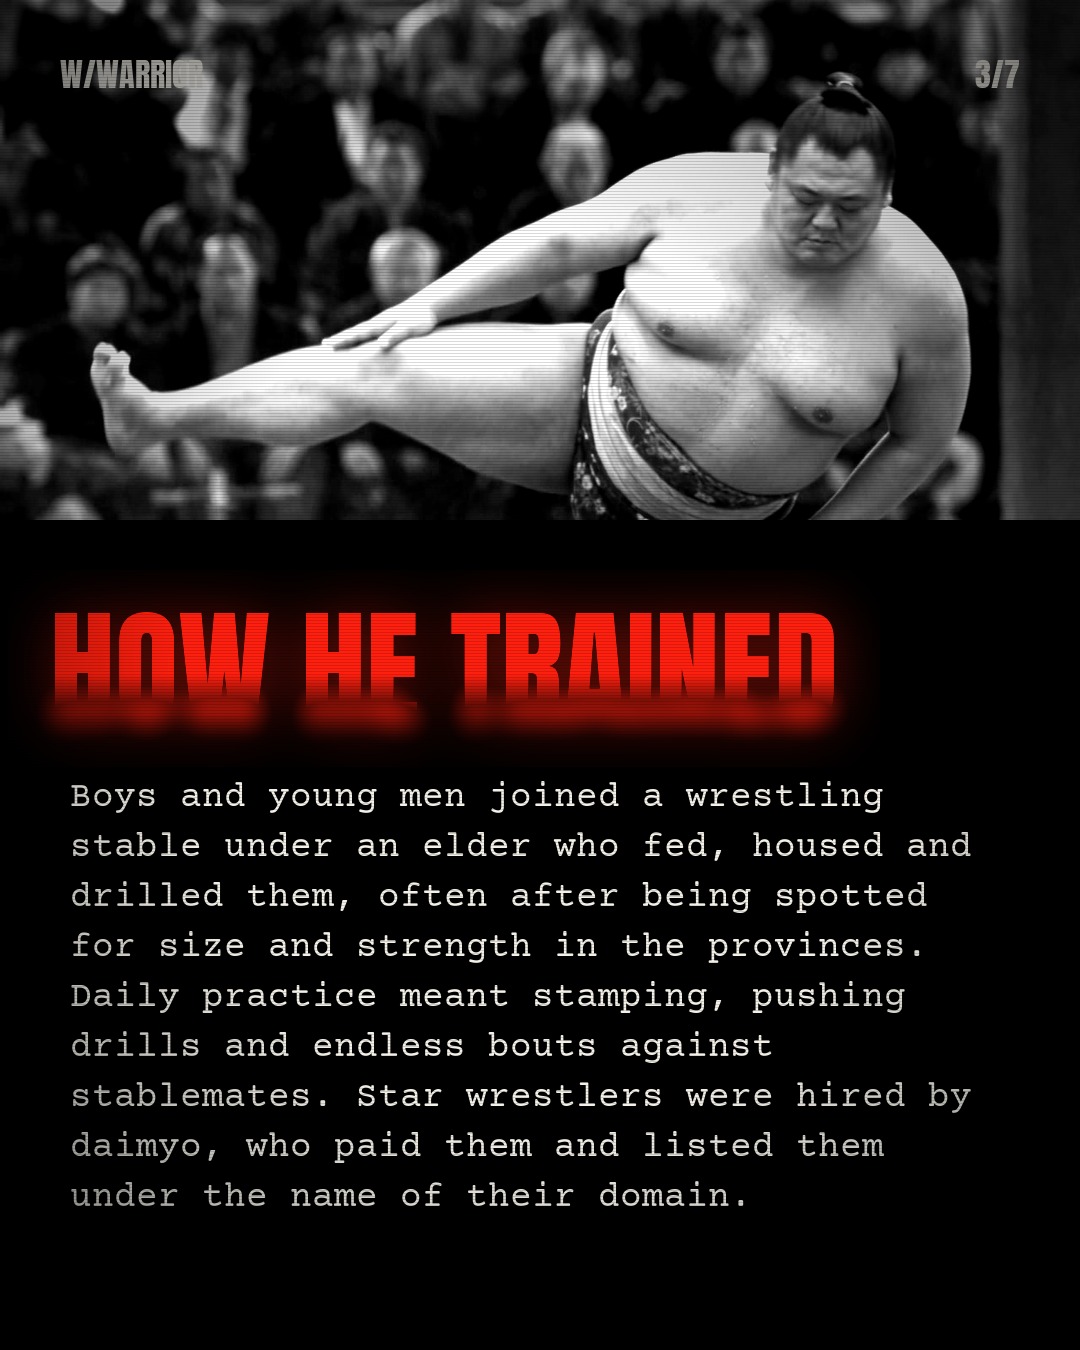 W/WARRIOR
3/7
HOW HE TRAINED
Boys and young men joined a wrestling
stable under an elder who fed, housed and
drilled them, often after being spotted
for size and strength in the provinces.
Daily practice meant stamping, pushing
drills and endless bouts against
stablemates. Star wrestlers were hired by
daimyo, who paid them and listed them
under the name of their domain.